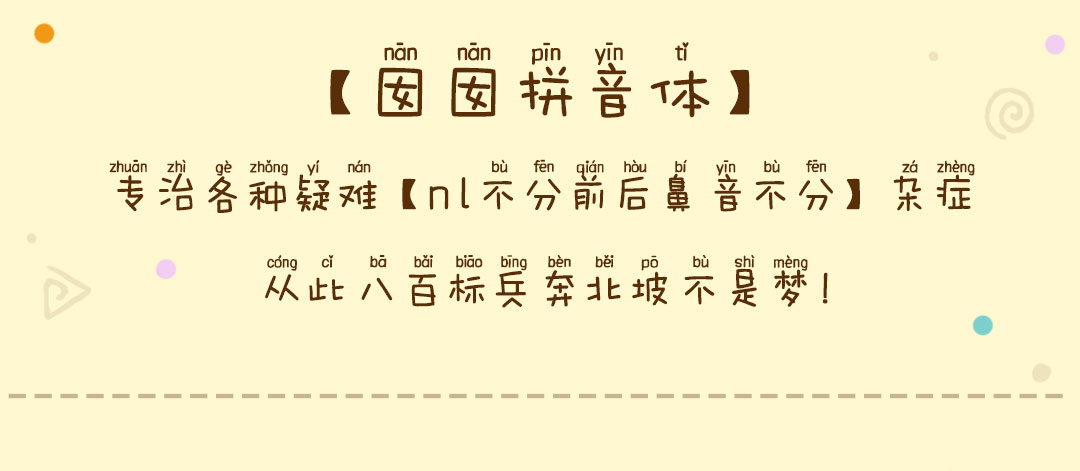 nān nān pīn yīn tǐ
【囡囡拼音体】
zhuān zhì gè zhǒng yí nán bù fēn qián hòu bí yīn bù fēn zá zhèng
专治各种疑难【nl不分前后鼻音不分】杂症
cóng cǐ bā bǎi biāo bīng bèn běi pō bù shì mèng
从此八百标兵奔北坡不是梦!